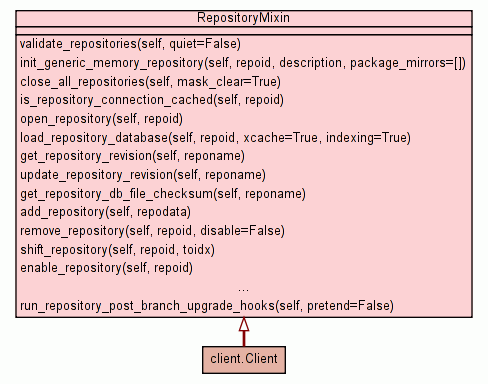 RepositoryMixin
validate_repositories(self, quiet=False)
init_generic_memory_repository(self, repoid, description, package_mirrors=[])
close_all_repositories(self, mask_clear=True)
is_repository_connection_cached(self, repoid)
open_repository(self, repoid)
load_repository_database(self, repoid, xcache=True, indexing=True)
get_repository_revision(self, reponame)
update_repository_revision(self, reponame)
get_repository_db_file_checksum(self, reponame)
add_repository(self, repodata)
remove_repository(self, repoid, disable=False)
shift_repository(self, repoid, toidx)
enable_repository(self, repoid)
...
run_repository_post_branch_upgrade_hooks(self, pretend=False)
client.Client